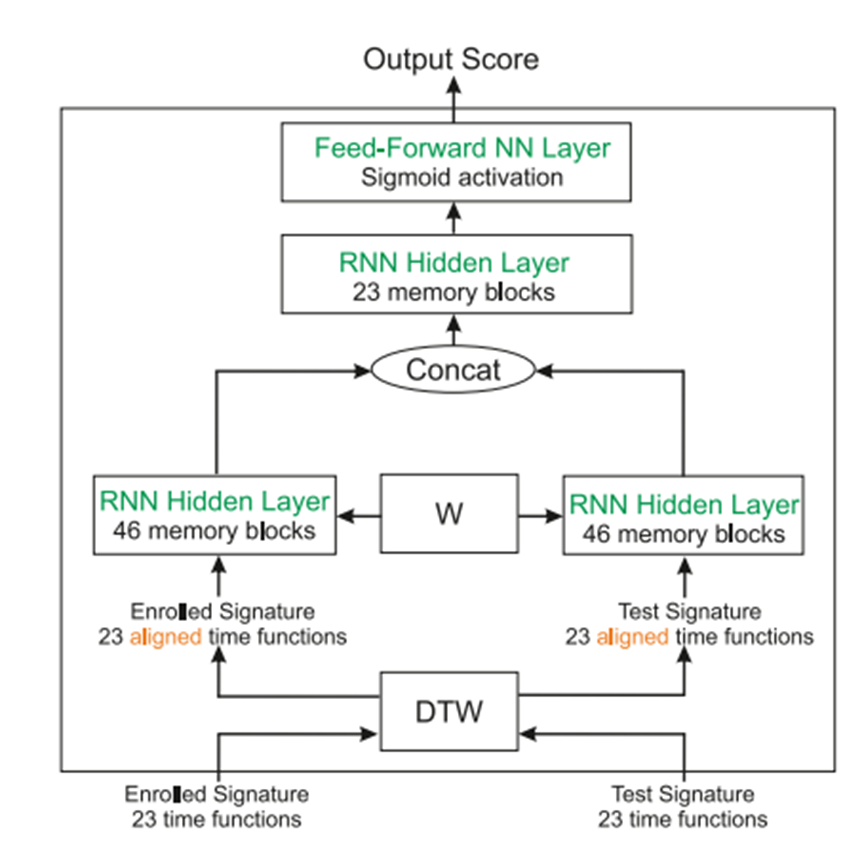 Output Score
Feed-Forward NN Layer
Sigmoid activation
RNN Hidden Layer
23 memory blocks
Concat
RNN Hidden Layer
46 memory blocks
W
RNN Hidden Layer
46 memory blocks
Enrolled Signature
23 aligned time functions
Test Signature
23 aligned time functions
DTW
Enrolled Signature
23 time functions
Test Signature
23 time functions